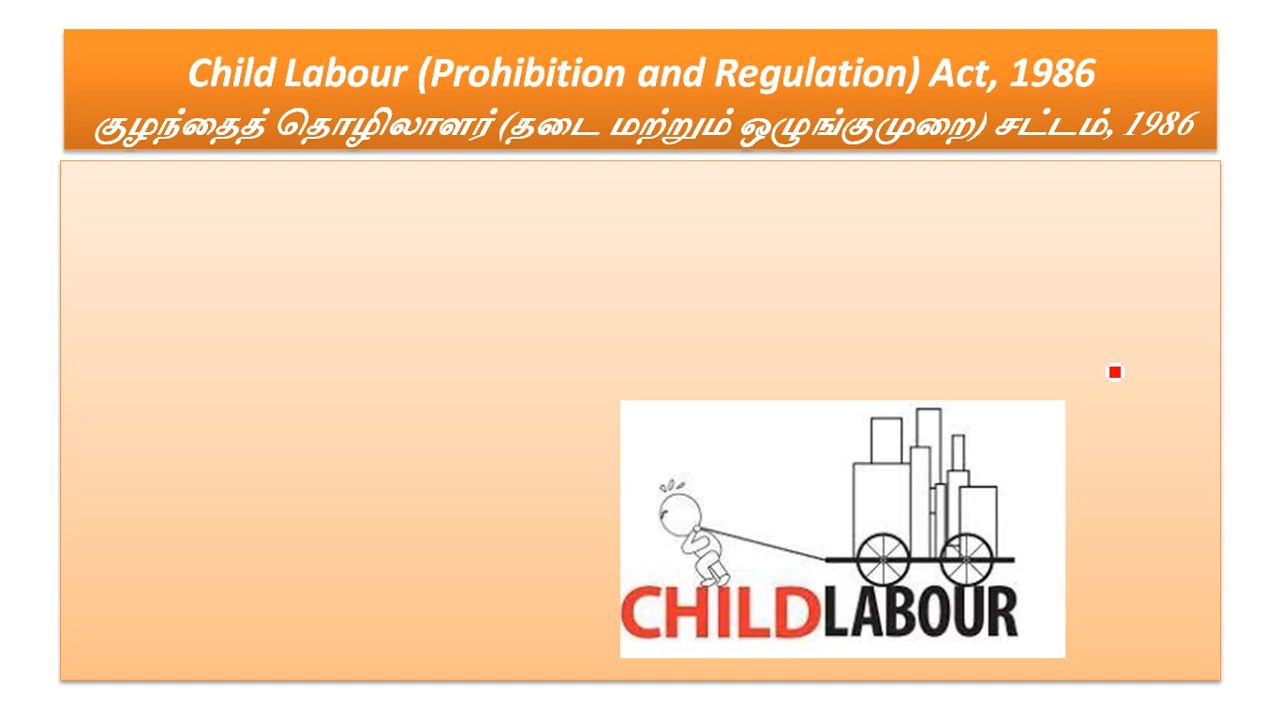 Child Labour (Prohibition and Regulation) Act, 1986
குழந்தைத் தொழிலாளர் (தடை மற்றும் ஒழுங்குமுறை) சட்டம், 1986
CHILDLABOUR